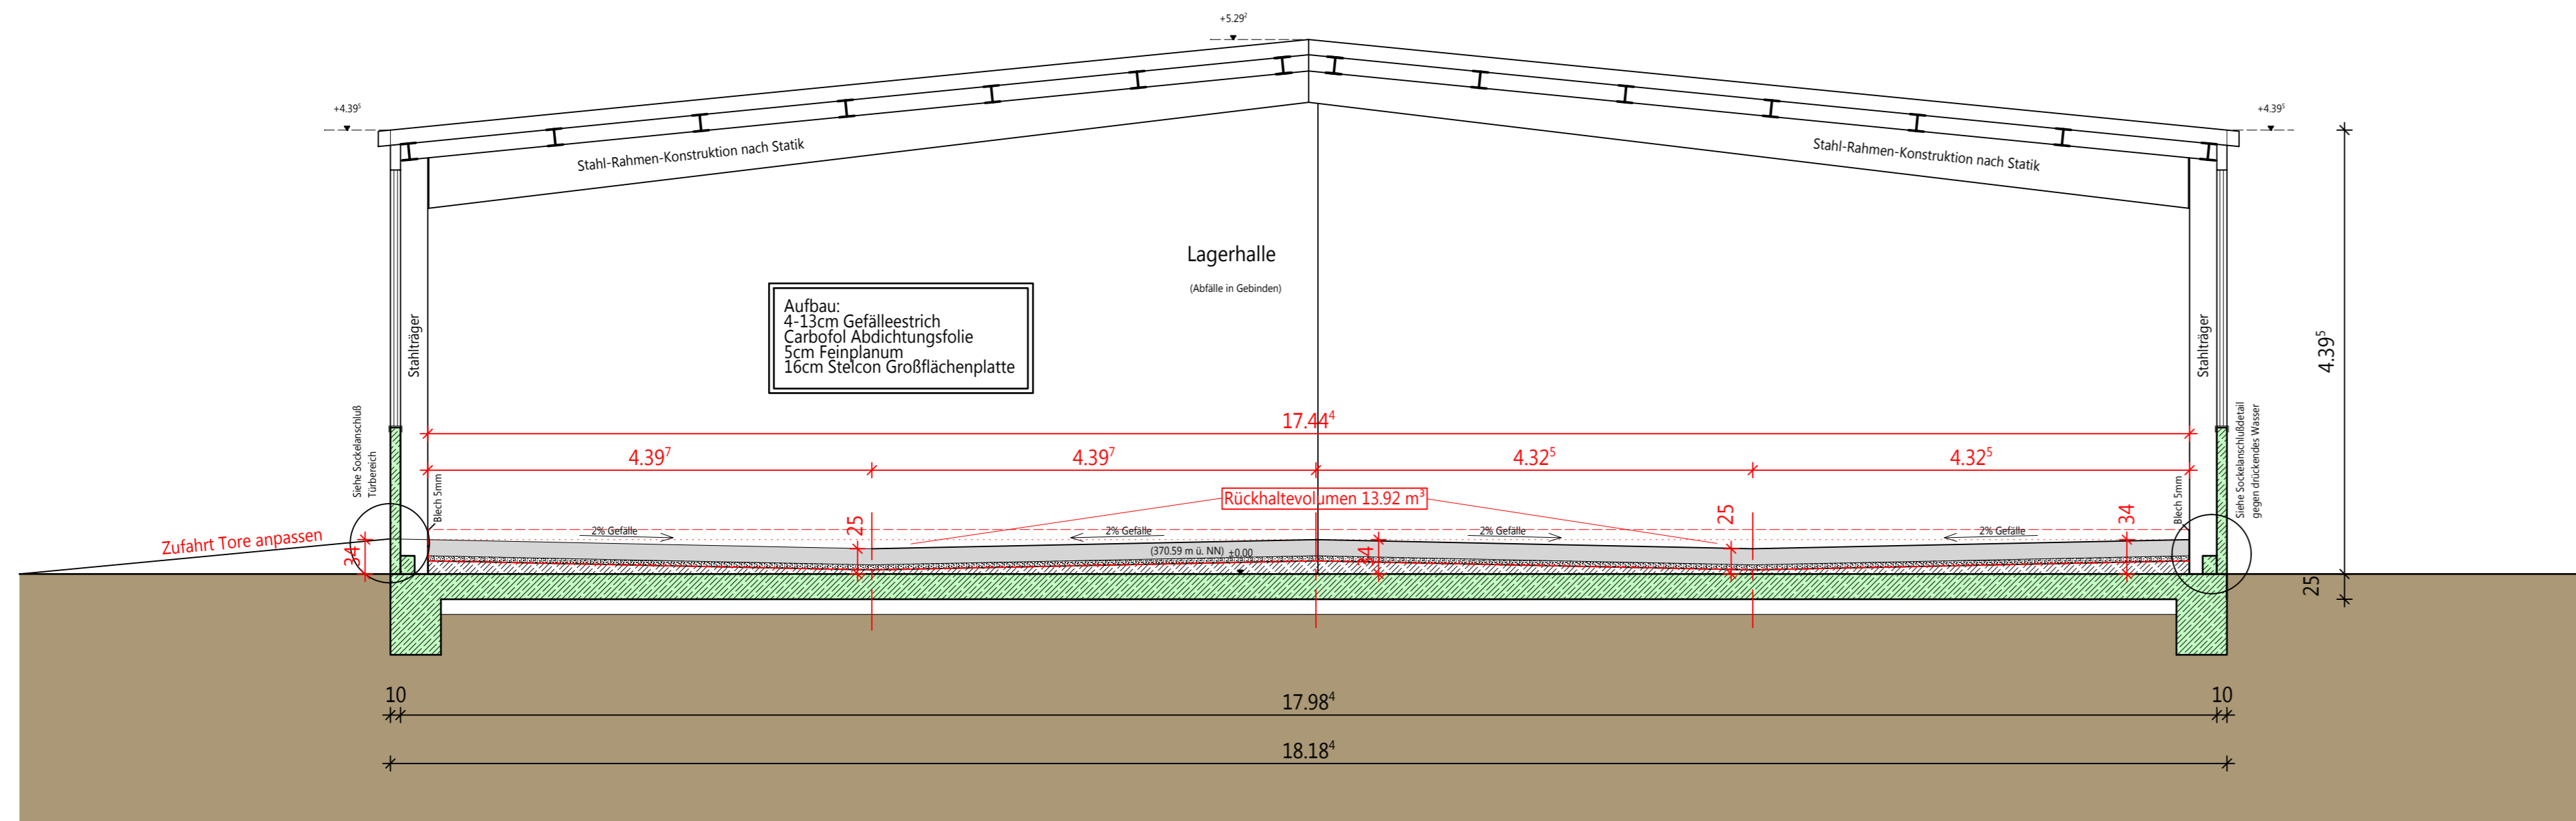 +5.29²
+4.39⁵
+4.39⁵
Stahl-Rahmen-Konstruktion nach Statik
Stahl-Rahmen-Konstruktion nach Statik
Lagerhalle
(Abfälle in Gebinden)
Aufbau:
4-13cm Gefälleestrich
Carbofol Abdichtungsfolie
5cm Feinplanum
16cm Stelcon Großflächenplatte
Stahlträger
Stahlträger
4.39⁵
17.44⁴
4.39⁷
4.39⁷
4.32⁵
4.32⁵
Siehe Sockelanschluß
Türbereich
Blech 5mm
Blech 5mm
Siehe Sockelanschlußdetail
gegen drückendes Wasser
Rückhaltevolumen 13.92 m³
Zufahrt Tore anpassen
34
2% Gefälle
25
2% Gefälle
2% Gefälle
25
2% Gefälle
34
(370.59 m ü. NN)
±0.00
34
25
10
17.98⁴
10
18.18⁴